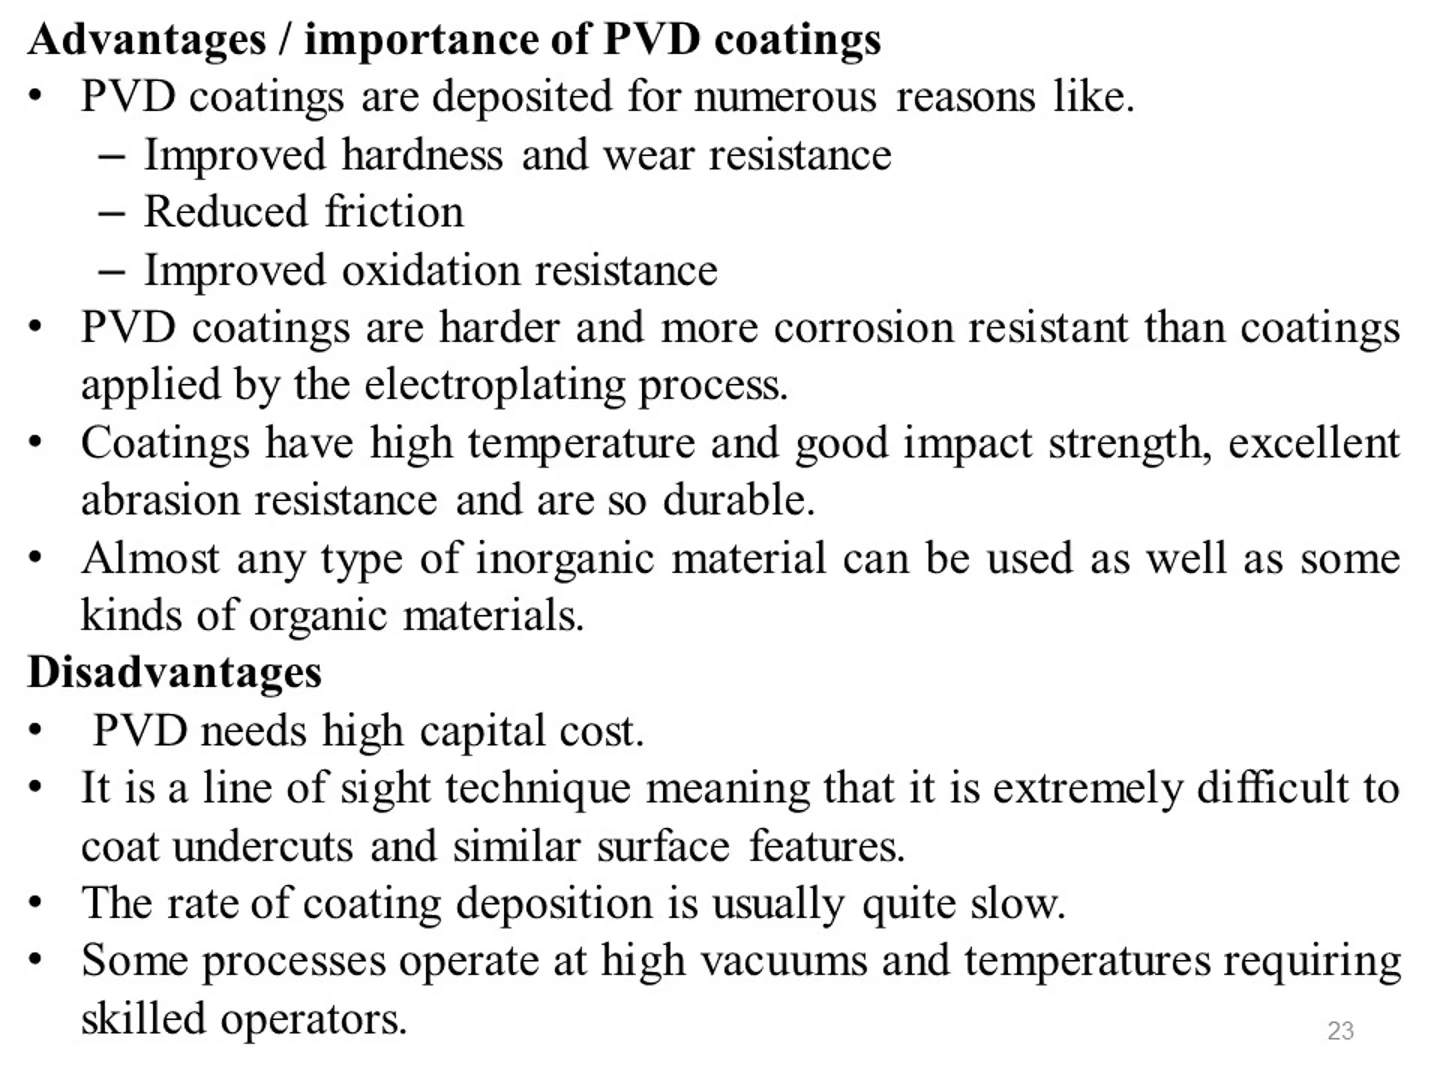 Advantages / importance of PVD coatings
• PVD coatings are deposited for numerous reasons like.
– Improved hardness and wear resistance
– Reduced friction
– Improved oxidation resistance
• PVD coatings are harder and more corrosion resistant than coatings
applied by the electroplating process.
• Coatings have high temperature and good impact strength, excellent
abrasion resistance and are so durable.
• Almost any type of inorganic material can be used as well as some
kinds of organic materials.
Disadvantages
• PVD needs high capital cost.
• It is a line of sight technique meaning that it is extremely difficult to
coat undercuts and similar surface features.
• The rate of coating deposition is usually quite slow.
• Some processes operate at high vacuums and temperatures requiring
skilled operators.
23